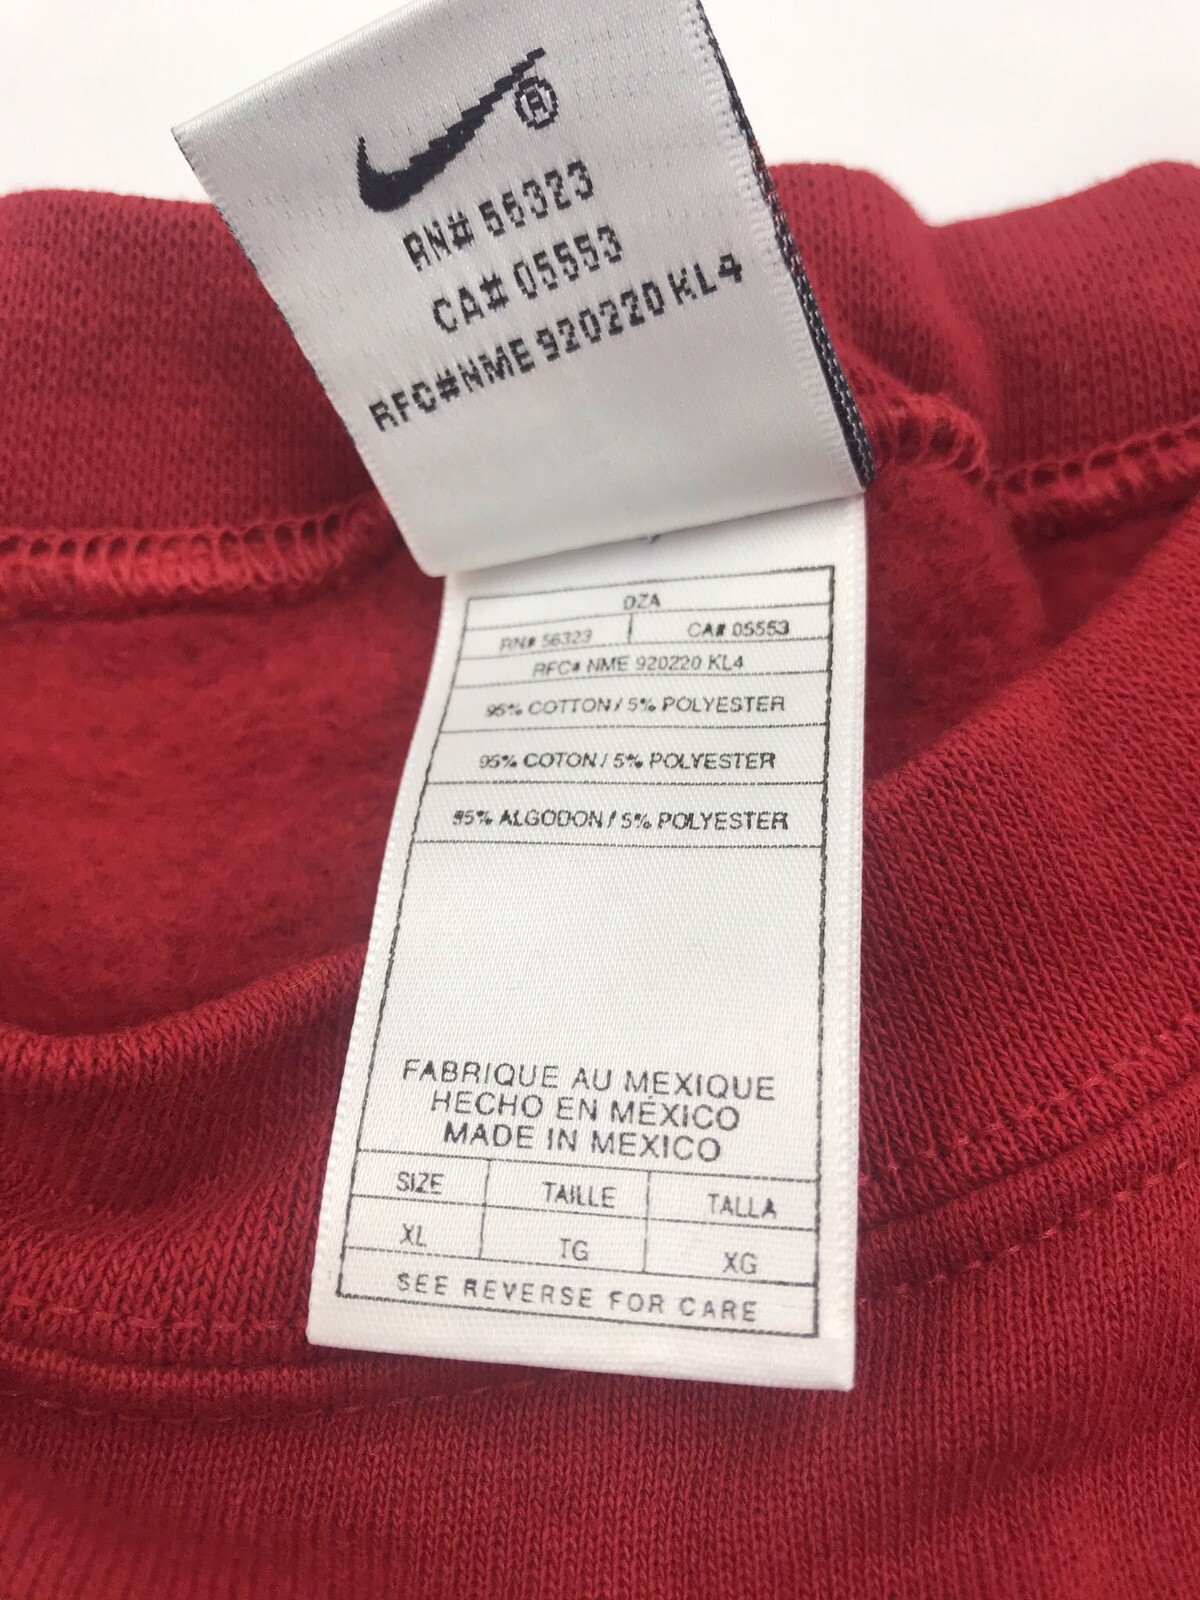 ®
RN# 56323
CA# 05553
RFC#NME 920220 KL4
DZA
RN# 56323 CA# 05553
RFC# NME 920220 KL4
95% COTTON / 5% POLYESTER
95% COTON / 5% POLYESTER
95% ALGODON / 5% POLYESTER
FABRIQUE AU MEXIQUE
HECHO EN MÉXICO
MADE IN MEXICO
SIZE TAILLE TALLA
XL TG XG
SEE REVERSE FOR CARE